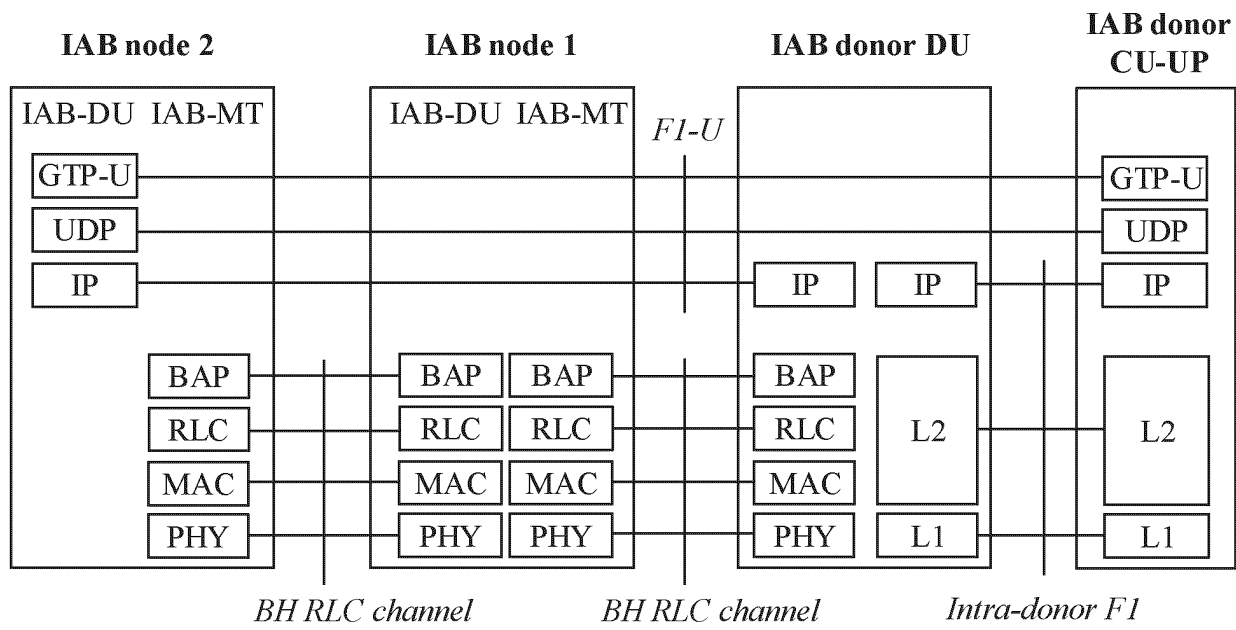 IAB node 2
IAB node 1
IAB donor DU
IAB donor
CU-UP
IAB-DU IAB-MT
IAB-DU IAB-MT
F1-U
GTP-U
GTP-U
UDP
UDP
IP
IP
IP
IP
BAP
BAP
BAP
BAP
RLC
RLC
RLC
RLC
L2
L2
MAC
MAC
MAC
MAC
PHY
PHY
PHY
PHY
L1
L1
BH RLC channel
BH RLC channel
Intra-donor F1